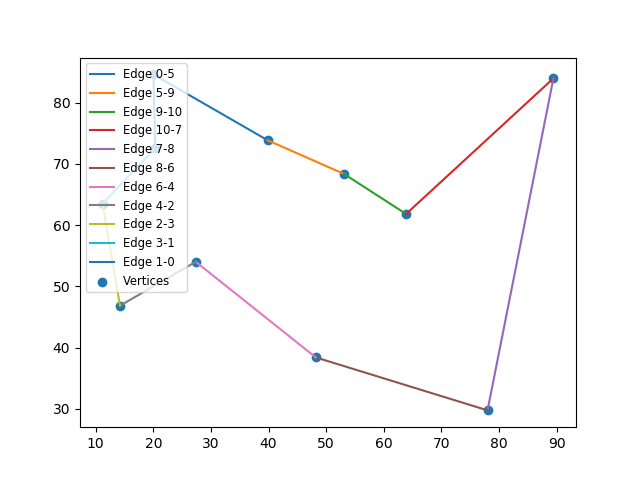 Edge 0-5
Edge 5-9
Edge 9-10
Edge 10-7
Edge 7-8
Edge 8-6
Edge 6-4
Edge 4-2
Edge 2-3
Edge 3-1
Edge 1-0
Vertices
80
70
60
50
40
30
10 20 30 40 50 60 70 80 90